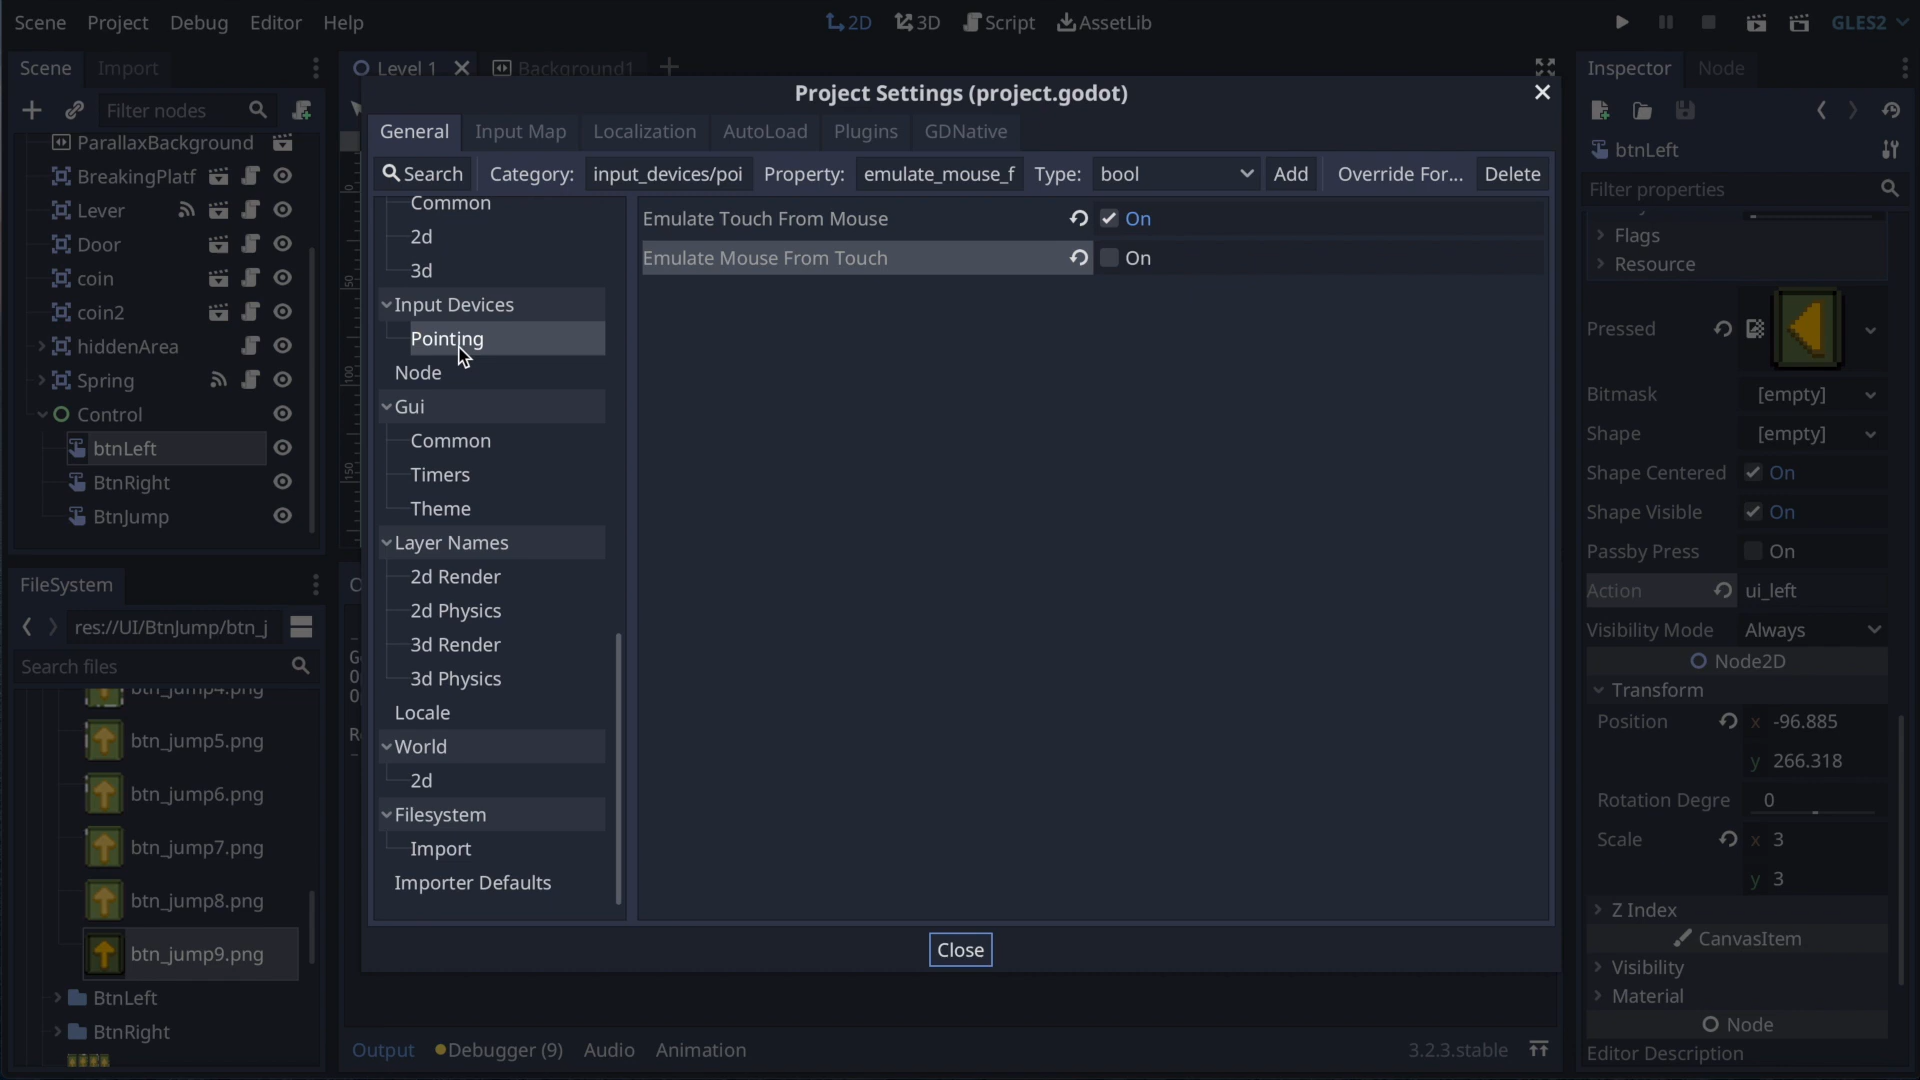 Scene Project Debug Editor Help
2D 3D Script AssetLib
GLES2
Scene Import
Filter nodes
ParallaxBackground
BreakingPlatf
Lever
Door
coin
coin2
hiddenArea
Spring
Control
btnLeft
BtnRight
BtnJump
FileSystem
res://UI/BtnJump/btn_j
Search files
btn_jump4.png
btn_jump5.png
btn_jump6.png
btn_jump7.png
btn_jump8.png
btn_jump9.png
BtnLeft
BtnRight
Level 1 Background1
Project Settings (project.godot)
General Input Map Localization AutoLoad Plugins GDNative
Search Category: input_devices/poi Property: emulate_mouse_f Type: bool Add Override For... Delete
Common
2d
3d
Input Devices
Pointing
Node
Gui
Common
Timers
Theme
Layer Names
2d Render
2d Physics
3d Render
3d Physics
Locale
World
2d
Filesystem
Import
Importer Defaults
Emulate Touch From Mouse On
Emulate Mouse From Touch On
Close
0
50
100
150
Output Debugger (9) Audio Animation
3.2.3.stable
Inspector Node
btnLeft
Filter properties
Flags
Resource
Pressed
Bitmask [empty]
Shape [empty]
Shape Centered On
Shape Visible On
Passby Press On
Action ui_left
Visibility Mode Always
Node2D
Transform
Position x -96.885
y 266.318
Rotation Degre 0
Scale x 3
y 3
Z Index
CanvasItem
Visibility
Material
Node
Editor Description